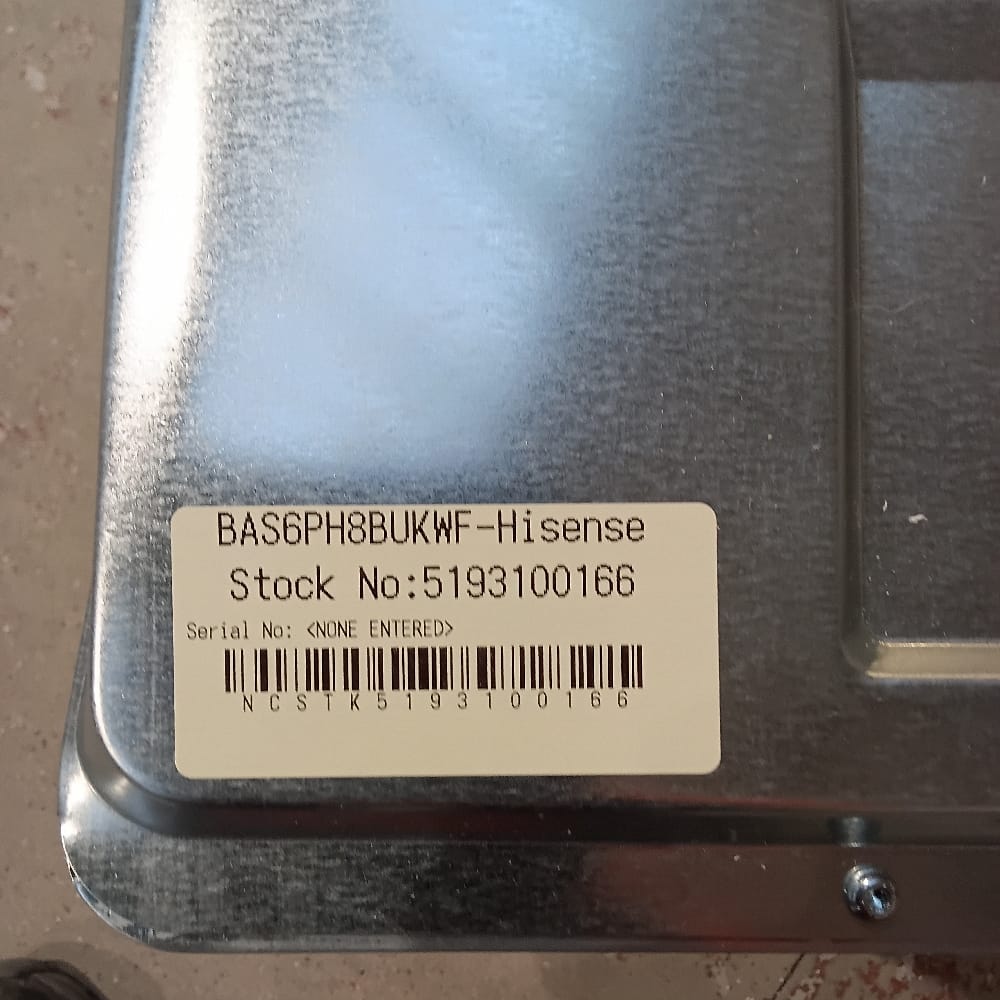 BAS6PH8BUKWF-Hisense
Stock No:5193100166
Serial No: <NONE ENTERED>
NCSTK5193100166